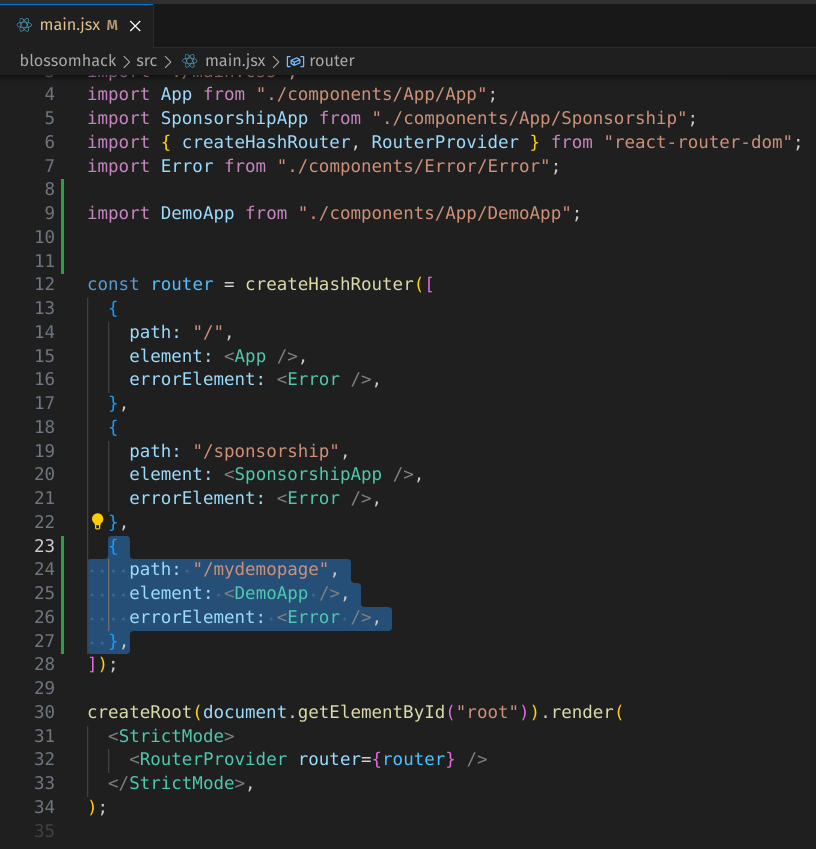 main.jsx M
blossomhack > src > main.jsx > router
3 import "./main.css";
4 import App from "./components/App/App";
5 import SponsorshipApp from "./components/App/Sponsorship";
6 import { createHashRouter, RouterProvider } from "react-router-dom";
7 import Error from "./components/Error/Error";
8
9 import DemoApp from "./components/App/DemoApp";
10
11
12 const router = createHashRouter([
13   {
14     path: "/",
15     element: <App />,
16     errorElement: <Error />,
17   },
18   {
19     path: "/sponsorship",
20     element: <SponsorshipApp />,
21     errorElement: <Error />,
22   },
23   {
24     path: "/mydemopage",
25     element: <DemoApp />,
26     errorElement: <Error />,
27   },
28 ]);
29
30 createRoot(document.getElementById("root")).render(
31   <StrictMode>
32     <RouterProvider router={router} />
33   </StrictMode>,
34 );
35